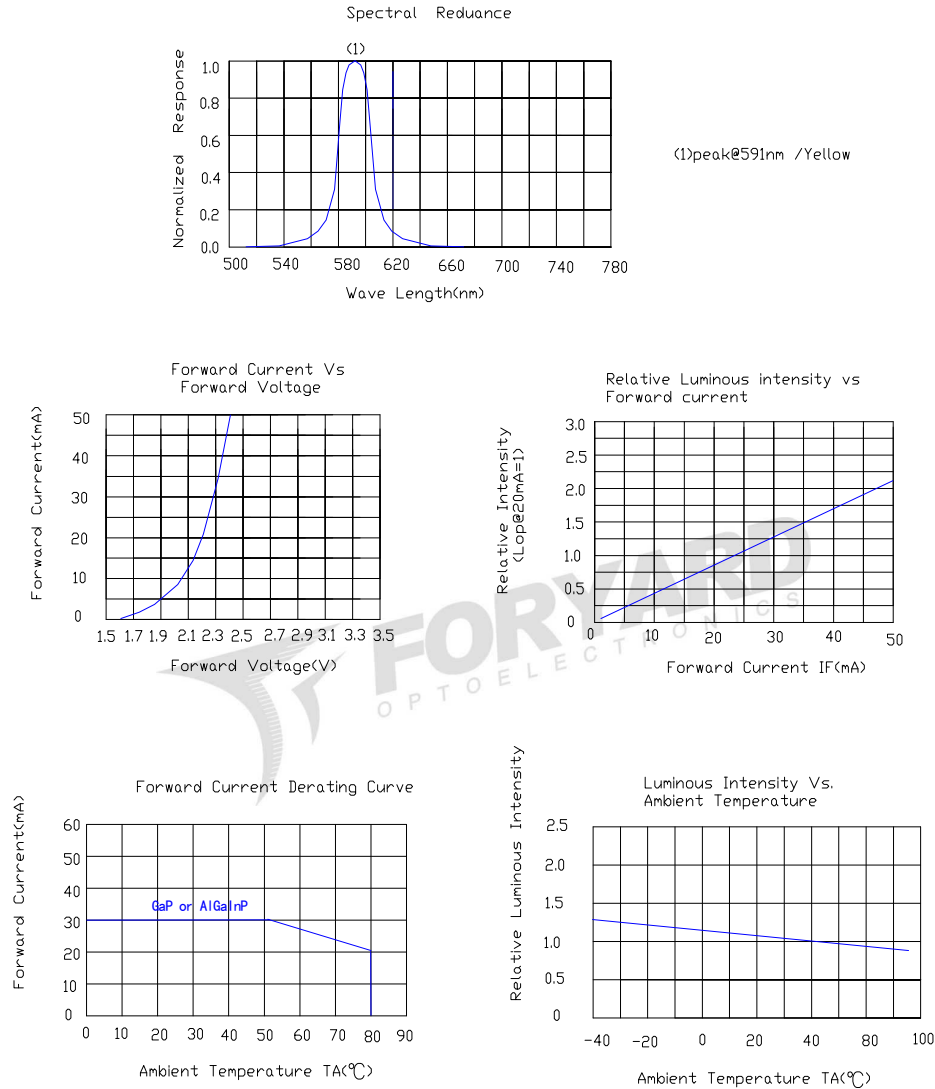 Spectral Reduance
(1)
Normalized Response
1.0
0.8
0.6
0.4
0.2
0.0
500 540 580 620 660 700 740 780
Wave Length(nm)
(1)peak@591nm /Yellow
Forward Current Vs
Forward Voltage
Forward Current(mA)
50
40
30
20
10
0
1.5 1.7 1.9 2.1 2.3 2.5 2.7 2.9 3.1 3.3 3.5
Forward Voltage(V)
Relative Luminous intensity vs
Forward current
Relative Intensity
(Lop@20mA=1)
3.0
2.5
2.0
1.5
1.0
0.5
0
0 10 20 30 40 50
Forward Current IF(mA)
FORYARD
OPTOELECTRONICS
Forward Current Derating Curve
Forward Current(mA)
60
50
40
30
20
10
0
GaP or AlGaInP
0 10 20 30 40 50 60 70 80 90
Ambient Temperature TA(℃)
Luminous Intensity Vs.
Ambient Temperature
Relative Luminous Intensity
2.5
2.0
1.5
1.0
0.5
0
-40 -20 0 20 40 60 80 100
Ambient Temperature TA(℃)